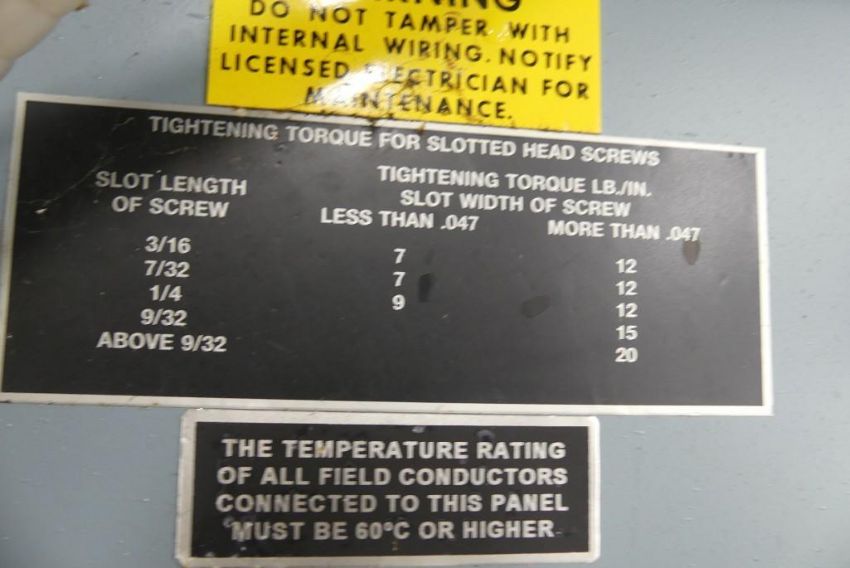 DO NOT TAMPER WITH
INTERNAL WIRING. NOTIFY
LICENSED ELECTRICIAN FOR
MAINTENANCE.
TIGHTENING TORQUE FOR SLOTTED HEAD SCREWS
SLOT LENGTH
OF SCREW
TIGHTENING TORQUE LB./IN.
SLOT WIDTH OF SCREW
LESS THAN .047 MORE THAN .047
3/16 7 12
7/32 7 12
1/4 9 12
9/32 15
ABOVE 9/32 20
THE TEMPERATURE RATING
OF ALL FIELD CONDUCTORS
CONNECTED TO THIS PANEL
MUST BE 60°C OR HIGHER